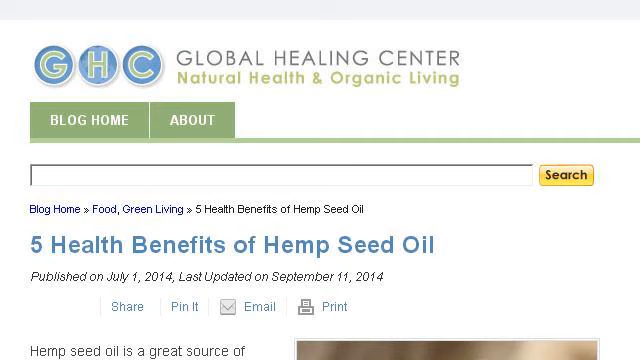 GHC GLOBAL HEALING CENTER
Natural Health & Organic Living
BLOG HOME ABOUT
Search
Blog Home » Food, Green Living » 5 Health Benefits of Hemp Seed Oil
5 Health Benefits of Hemp Seed Oil
Published on July 1, 2014, Last Updated on September 11, 2014
Share Pin It Email Print
Hemp seed oil is a great source of